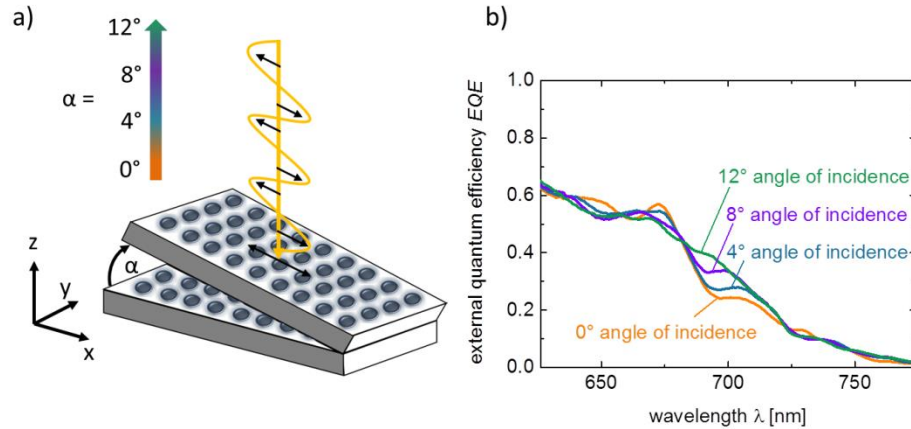 a)
12°
8°
α =
4°
0°
z
y
x
α
b)
external quantum efficiency EQE
1.0
0.8
0.6
0.4
0.2
0.0
12° angle of incidence
8° angle of incidence
4° angle of incidence
0° angle of incidence
650
700
750
wavelength λ [nm]